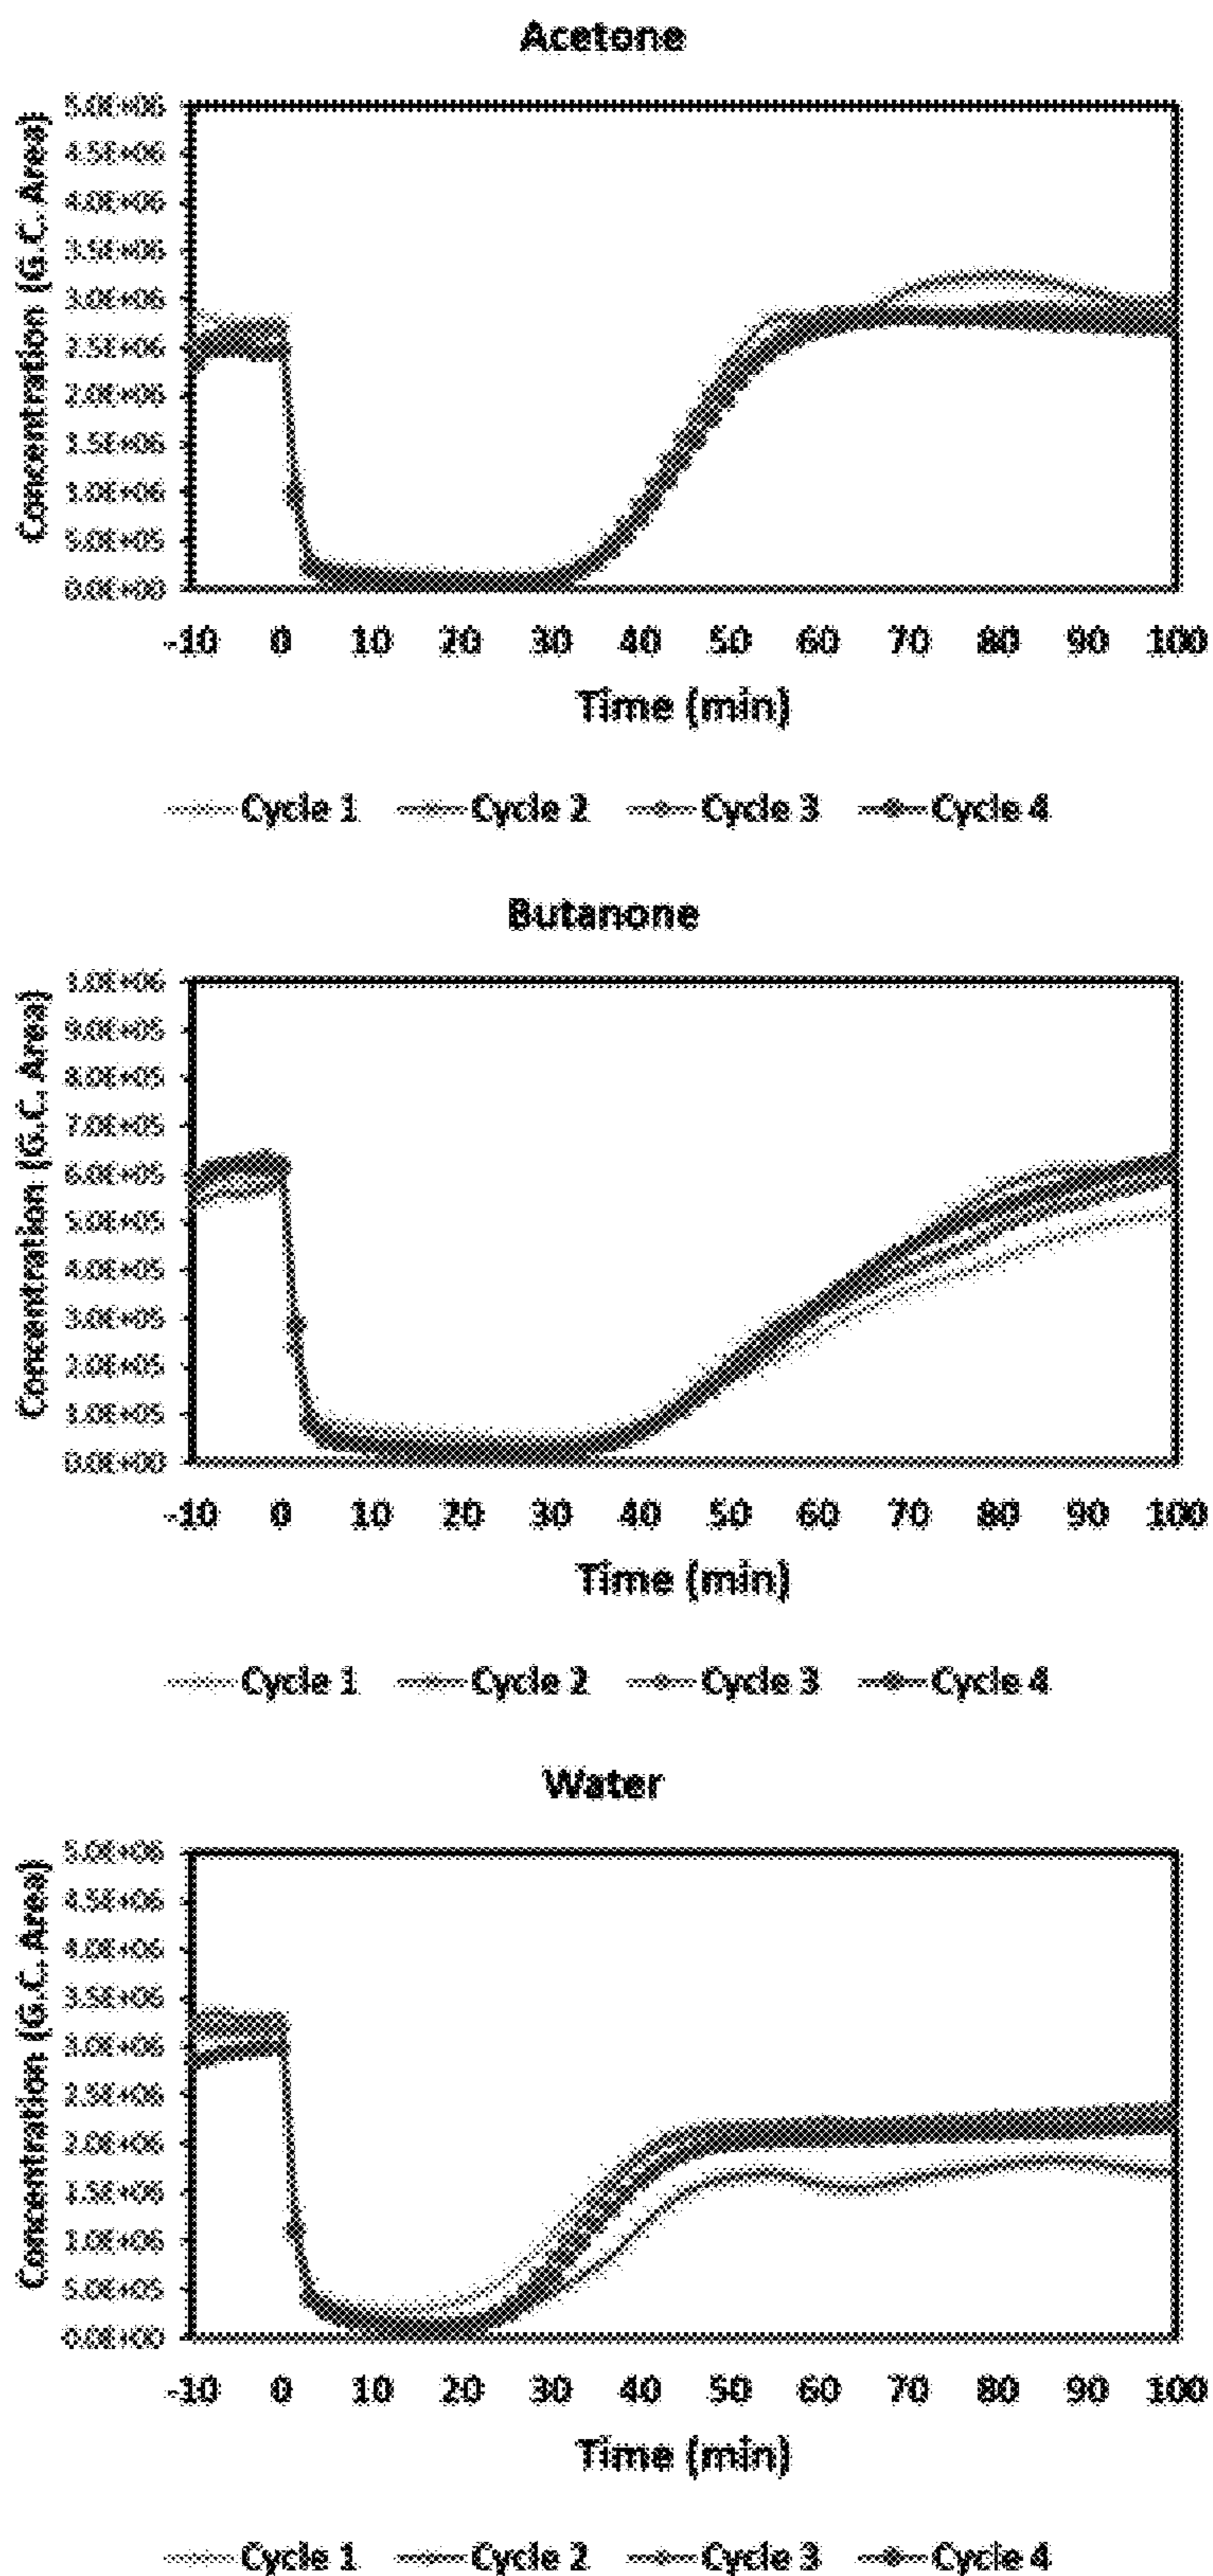 Acetone
Concentration (G.C. Area)
5.0E+06
4.5E+06
4.0E+06
3.5E+06
3.0E+06
2.5E+06
2.0E+06
1.5E+06
1.0E+06
5.0E+05
0.0E+00
-10 0 10 20 30 40 50 60 70 80 90 100
Time (min)
Cycle 1 Cycle 2 Cycle 3 Cycle 4
Butanone
Concentration (G.C. Area)
1.0E+06
9.0E+05
8.0E+05
7.0E+05
6.0E+05
5.0E+05
4.0E+05
3.0E+05
2.0E+05
1.0E+05
0.0E+00
-10 0 10 20 30 40 50 60 70 80 90 100
Time (min)
Cycle 1 Cycle 2 Cycle 3 Cycle 4
Water
Concentration (G.C. Area)
5.0E+06
4.5E+06
4.0E+06
3.5E+06
3.0E+06
2.5E+06
2.0E+06
1.5E+06
1.0E+06
5.0E+05
0.0E+00
-10 0 10 20 30 40 50 60 70 80 90 100
Time (min)
Cycle 1 Cycle 2 Cycle 3 Cycle 4